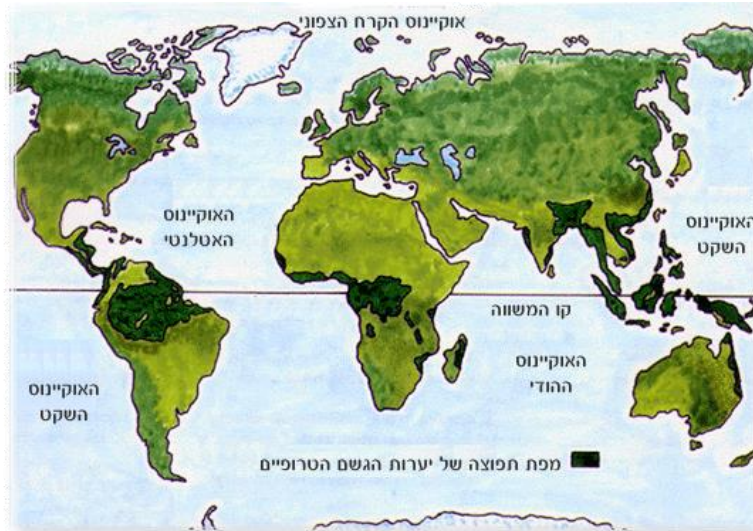 אוקיינוס הקרח הצפוני
האוקיינוס
השקט
האוקיינוס
האטלנטי
קו המשווה
האוקיינוס
ההודי
האוקיינוס
השקט
מפת תפוצה של יערות הגשם הטרופיים